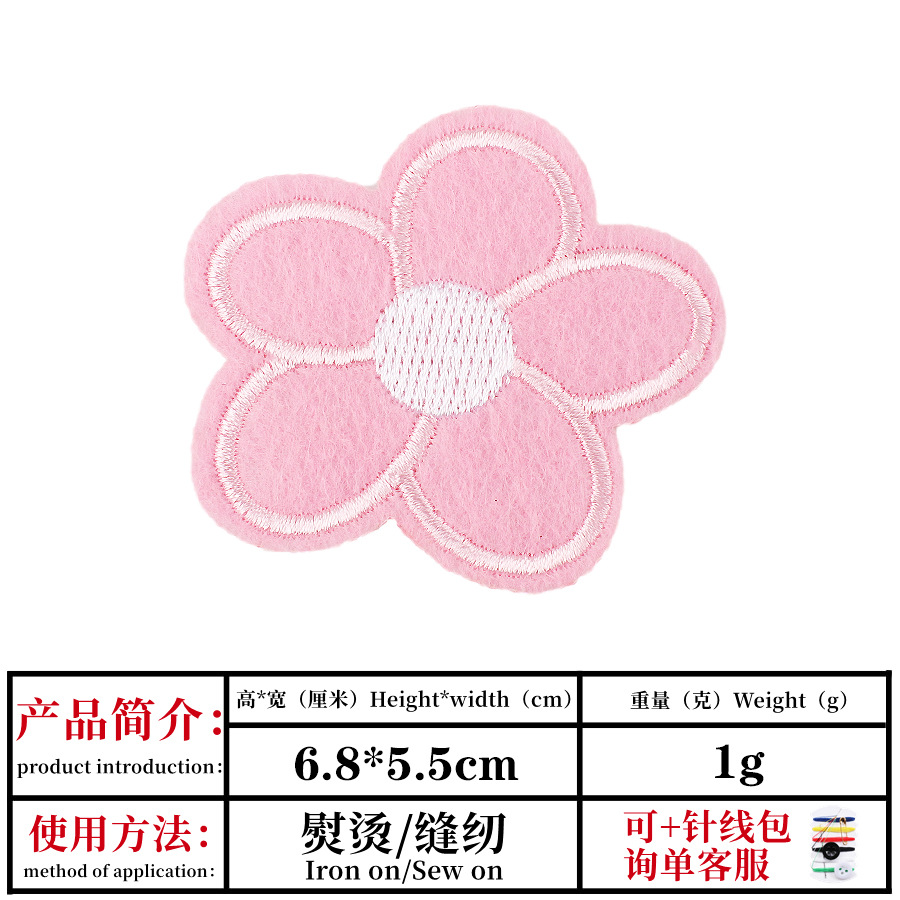 产品简介：
product introduction:
高*宽（厘米）Height*width（cm）
重量（克）Weight（g）
6.8*5.5cm
1g
使用方法：
method of application:
熨烫/缝纫
Iron on/Sew on
可+针线包
询单客服